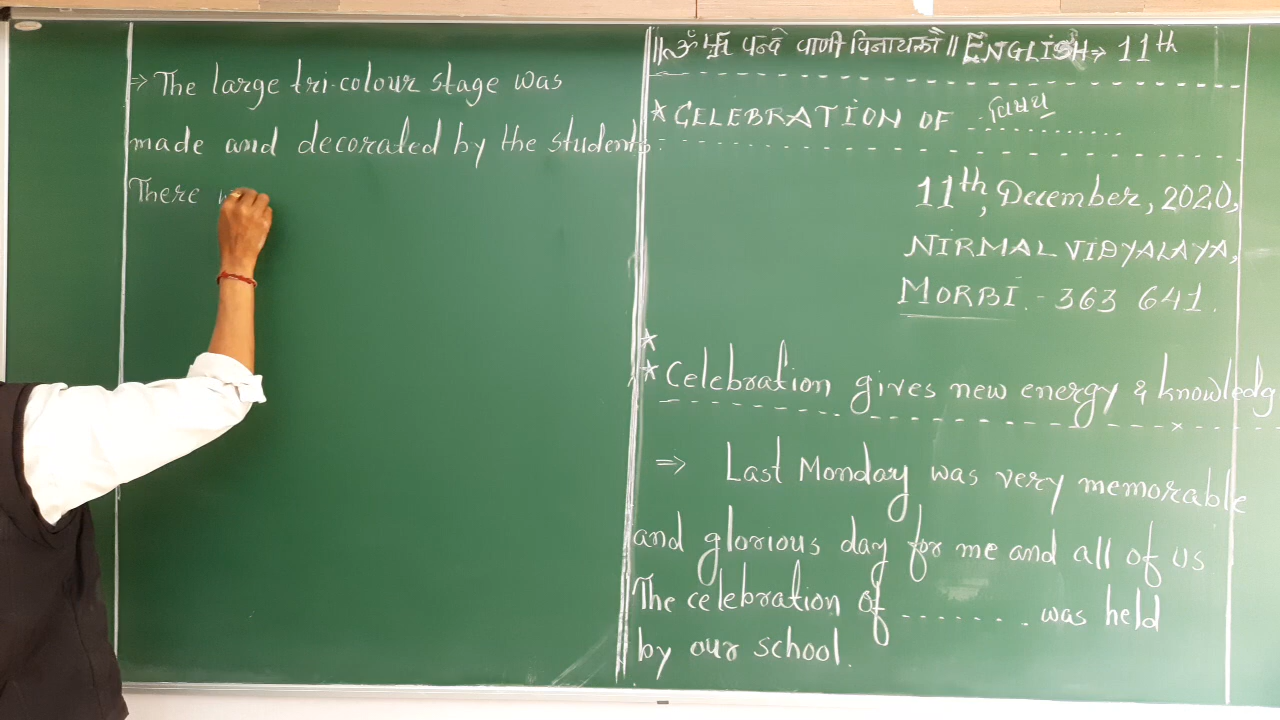 ⇒ The large tri-colour stage was
made and decorated by the students.
There
॥ ॐ 卐 वन्दे वाणी विनायकौ ॥ ENGLISH → 11th
* CELEBRATION OF ............
11th, December, 2020,
NIRMAL VIDYALAYA,
MORBI. - 363 641.
*
* Celebration gives new energy & knowledg
⇒ Last Monday was very memorable
and glorious day for me and all of us
The celebration of ....... was held
by our school.